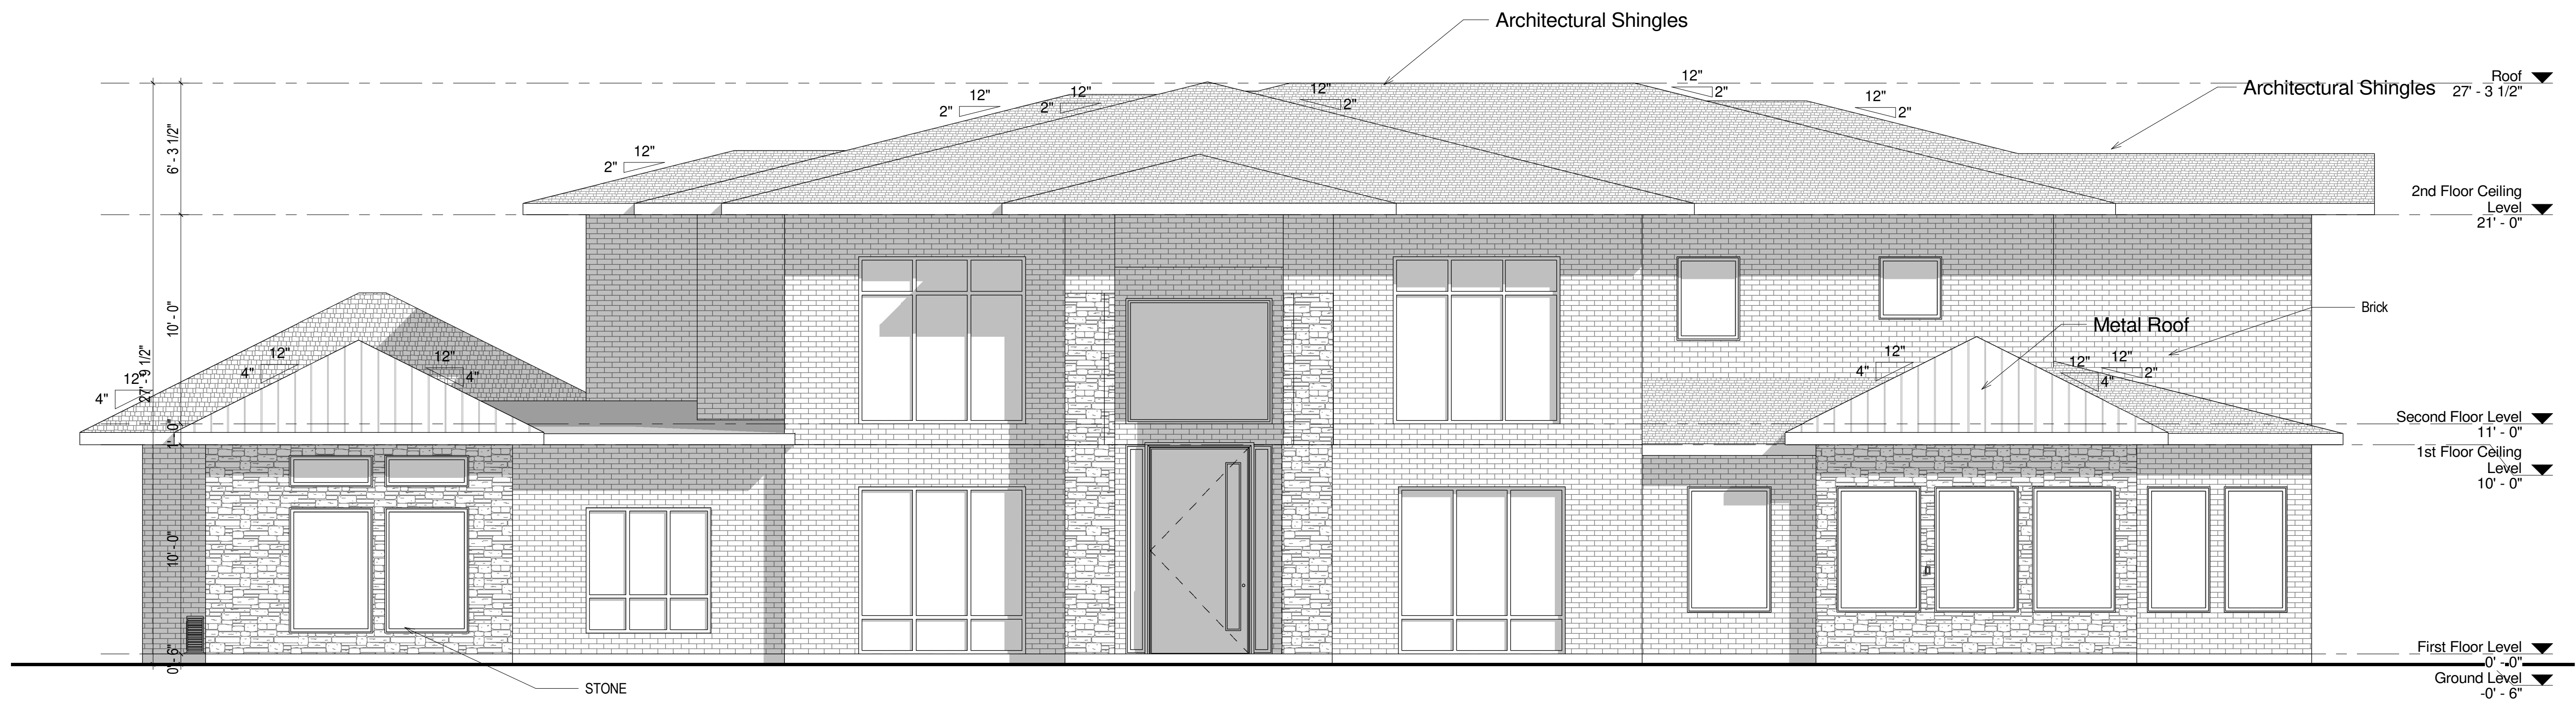 Architectural Shingles
Roof
27' - 3 1/2"
Architectural Shingles
12"
2"
12"
2"
12"
2"
12"
2"
12"
2"
12"
2"
6' - 3 1/2"
2nd Floor Ceiling
Level
21' - 0"
10' - 0"
27' - 9 1/2"
Brick
Metal Roof
12"
4"
12"
4"
12"
4"
12"
4"
12"
4"
12"
2"
Second Floor Level
11' - 0"
1' - 0"
1st Floor Ceiling
Level
10' - 0"
10' - 0"
First Floor Level
0' - 0"
0' - 6"
Ground Level
-0' - 6"
STONE